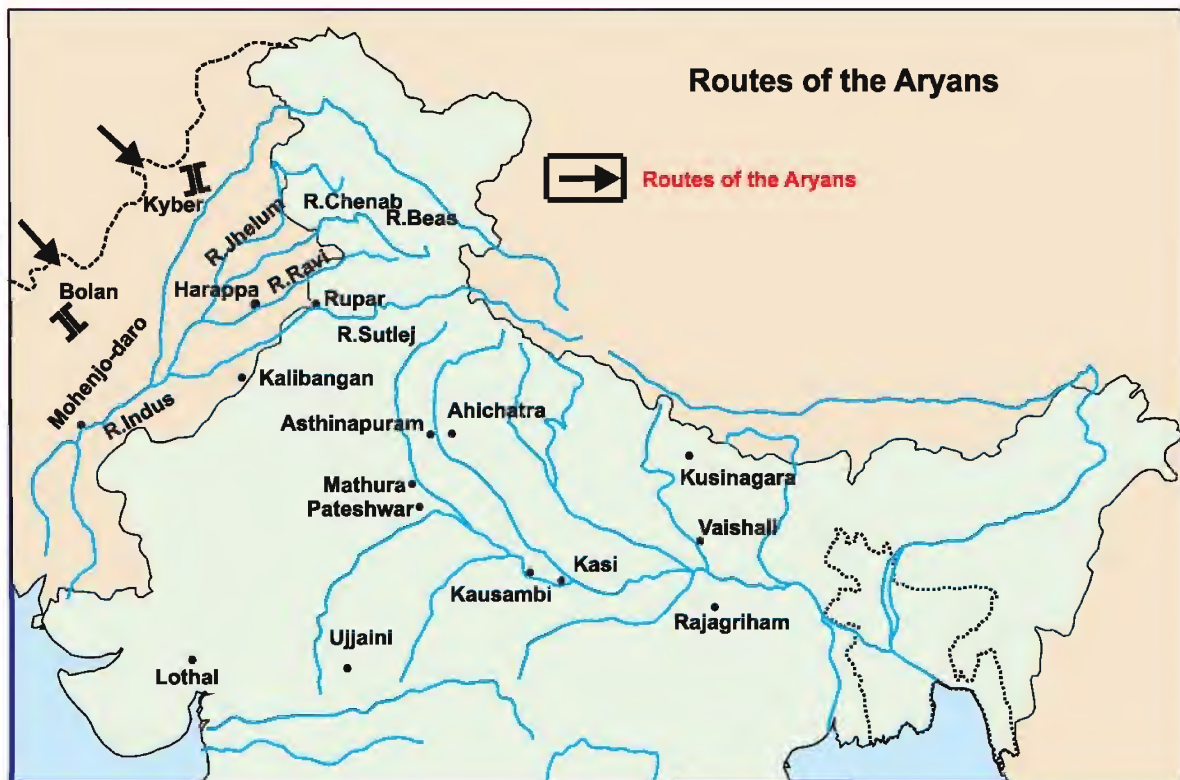 Routes of the Aryans
Routes of the Aryans
Kyber
R.Chenab
R.Beas
R.Jhelum
R.Ravi
Bolan
Harappa
Rupar
R.Sutlej
Mohenjo-daro
R.Indus
Kalibangan
Asthinapuram
Ahichatra
Kusinagara
Mathura
Pateshwar
Vaishali
Kasi
Kausambi
Rajagriham
Ujjaini
Lothal